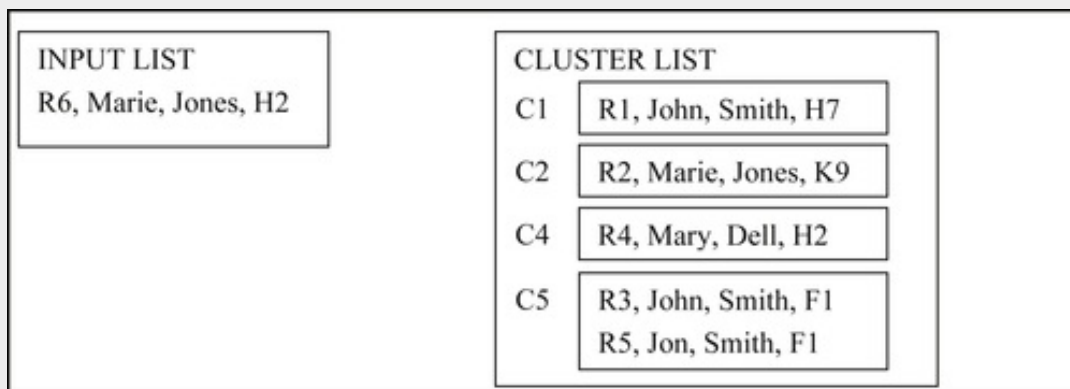 INPUT LIST
R6, Marie, Jones, H2
CLUSTER LIST
C1 R1, John, Smith, H7
C2 R2, Marie, Jones, K9
C4 R4, Mary, Dell, H2
C5 R3, John, Smith, F1
R5, Jon, Smith, F1